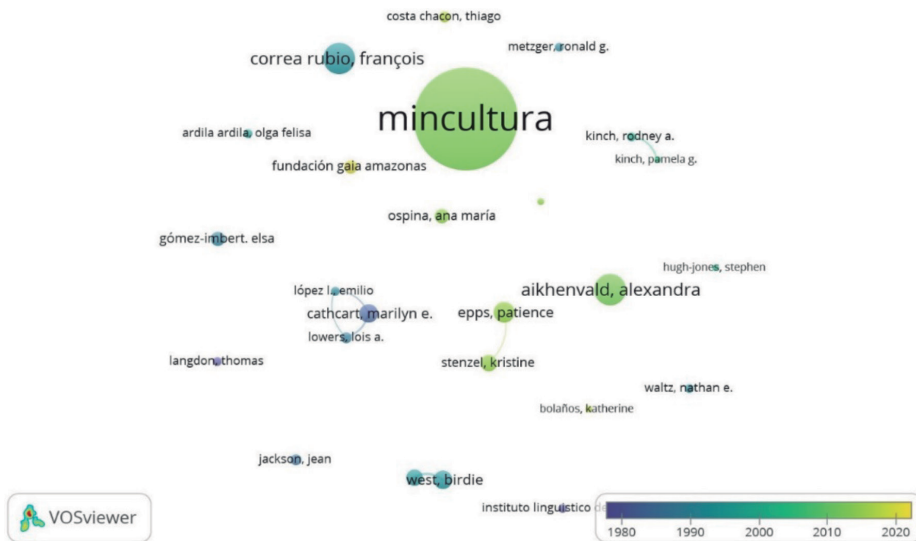 costa chacon, thiago
metzger, ronald g.
correa rubio, françois
mincultura
ardila ardila, olga felisa
kinch, rodney a.
kinch, pamela g.
fundación gaia amazonas
ospina, ana maría
gómez-imbert. elsa
hugh-jones, stephen
aikhenvald, alexandra
lópez l., emilio
cathcart, marilyn e.
epps, patience
lowers, lois a.
langdon, thomas
stenzel, kristine
waltz, nathan e.
bolaños, katherine
jackson, jean
west, birdie
instituto linguistico de
VOSviewer
1980 1990 2000 2010 2020